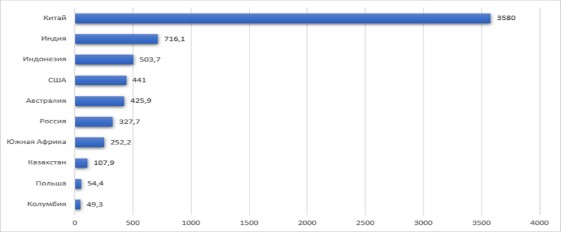 Китай 3580
Индия 716,1
Индонезия 503,7
США 441
Австралия 425,9
Россия 327,7
Южная Африка 252,2
Казахстан 107,9
Польша 54,4
Колумбия 49,3
0 500 1000 1500 2000 2500 3000 3500 4000